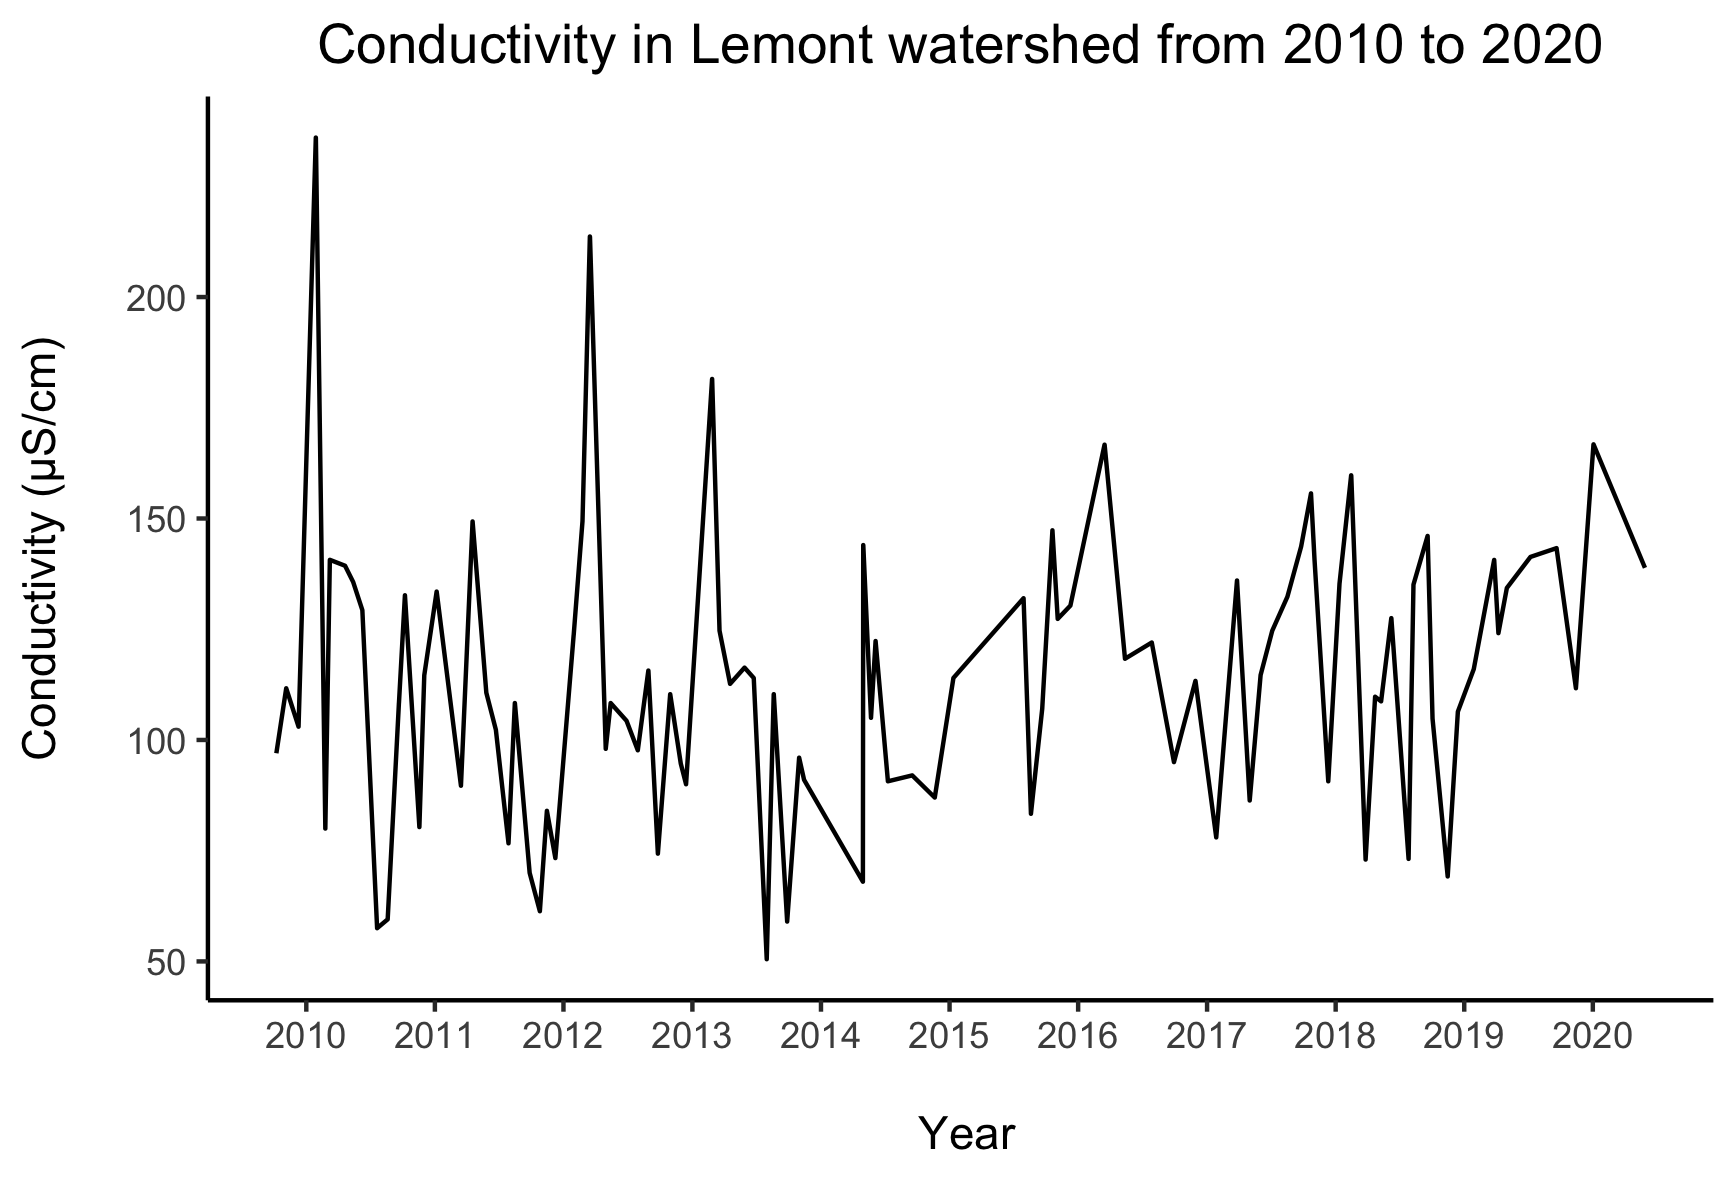 Conductivity in Lemont watershed from 2010 to 2020
Conductivity (µS/cm)
200
150
100
50
2010 2011 2012 2013 2014 2015 2016 2017 2018 2019 2020
Year